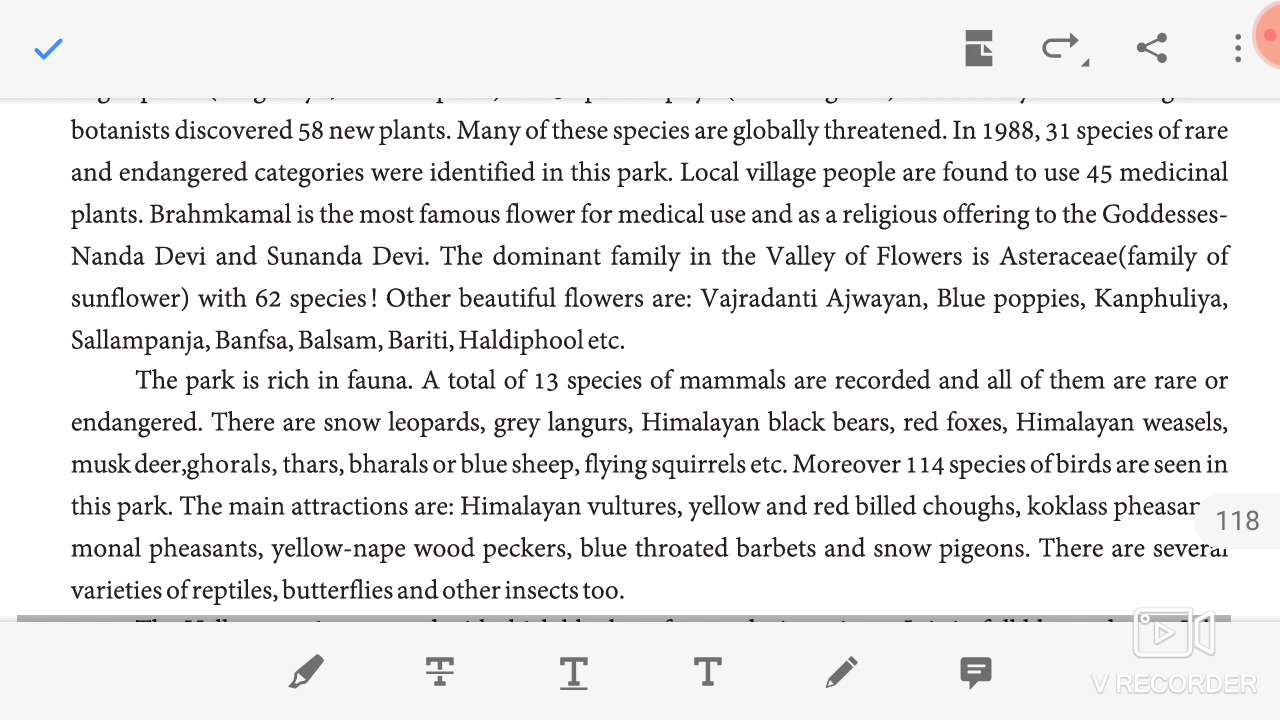 botanists discovered 58 new plants. Many of these species are globally threatened. In 1988, 31 species of rare
and endangered categories were identified in this park. Local village people are found to use 45 medicinal
plants. Brahmkamal is the most famous flower for medical use and as a religious offering to the Goddesses-
Nanda Devi and Sunanda Devi. The dominant family in the Valley of Flowers is Asteraceae(family of
sunflower) with 62 species! Other beautiful flowers are: Vajradanti Ajwayan, Blue poppies, Kanphuliya,
Sallampanja, Banfsa, Balsam, Bariti, Haldiphool etc.
The park is rich in fauna. A total of 13 species of mammals are recorded and all of them are rare or
endangered. There are snow leopards, grey langurs, Himalayan black bears, red foxes, Himalayan weasels,
musk deer,ghorals, thars, bharals or blue sheep, flying squirrels etc. Moreover 114 species of birds are seen in
this park. The main attractions are: Himalayan vultures, yellow and red billed choughs, koklass
118
monal pheasants, yellow-nape wood peckers, blue throated barbets and snow pigeons. There are several
varieties of reptiles, butterflies and other insects too.
V RECORDER